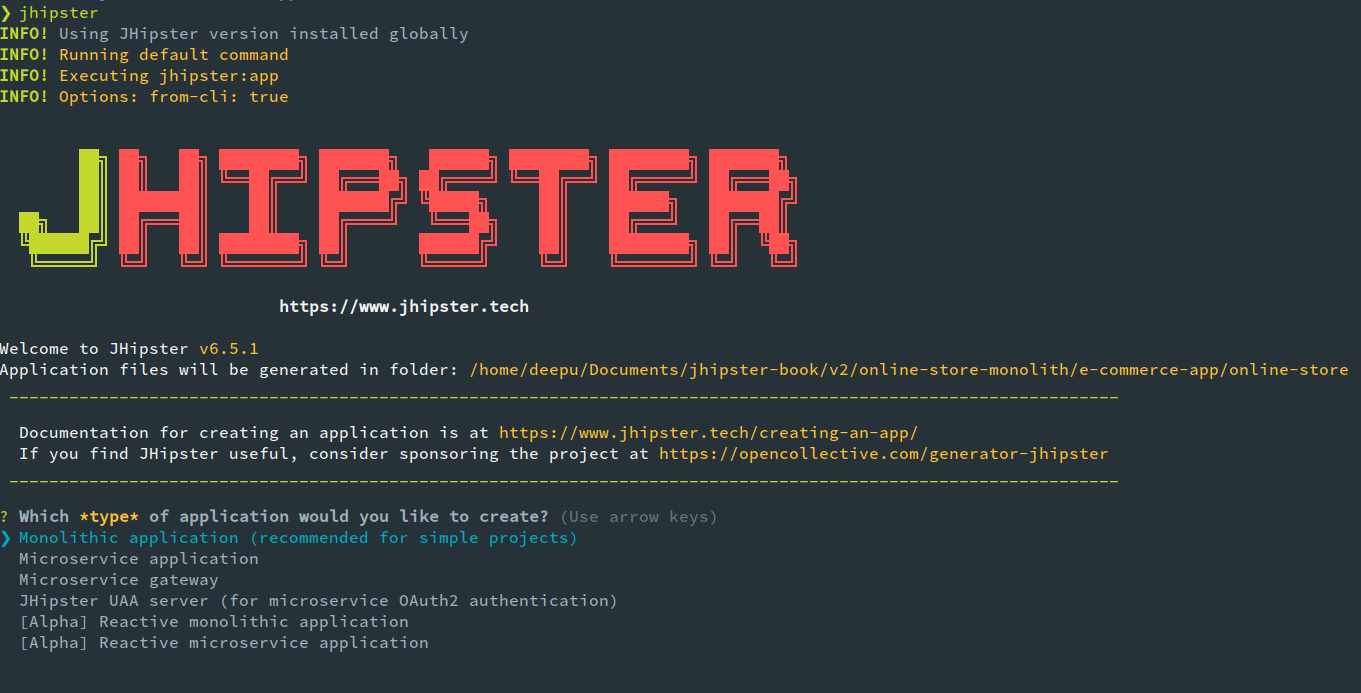 ❯ jhipster
INFO! Using JHipster version installed globally
INFO! Running default command
INFO! Executing jhipster:app
INFO! Options: from-cli: true
JHIPSTER
https://www.jhipster.tech
Welcome to JHipster v6.5.1
Application files will be generated in folder: /home/deepu/Documents/jhipster-book/v2/online-store-monolith/e-commerce-app/online-store
Documentation for creating an application is at https://www.jhipster.tech/creating-an-app/
If you find JHipster useful, consider sponsoring the project at https://opencollective.com/generator-jhipster
? Which *type* of application would you like to create? (Use arrow keys)
❯ Monolithic application (recommended for simple projects)
Microservice application
Microservice gateway
JHipster UAA server (for microservice OAuth2 authentication)
[Alpha] Reactive monolithic application
[Alpha] Reactive microservice application